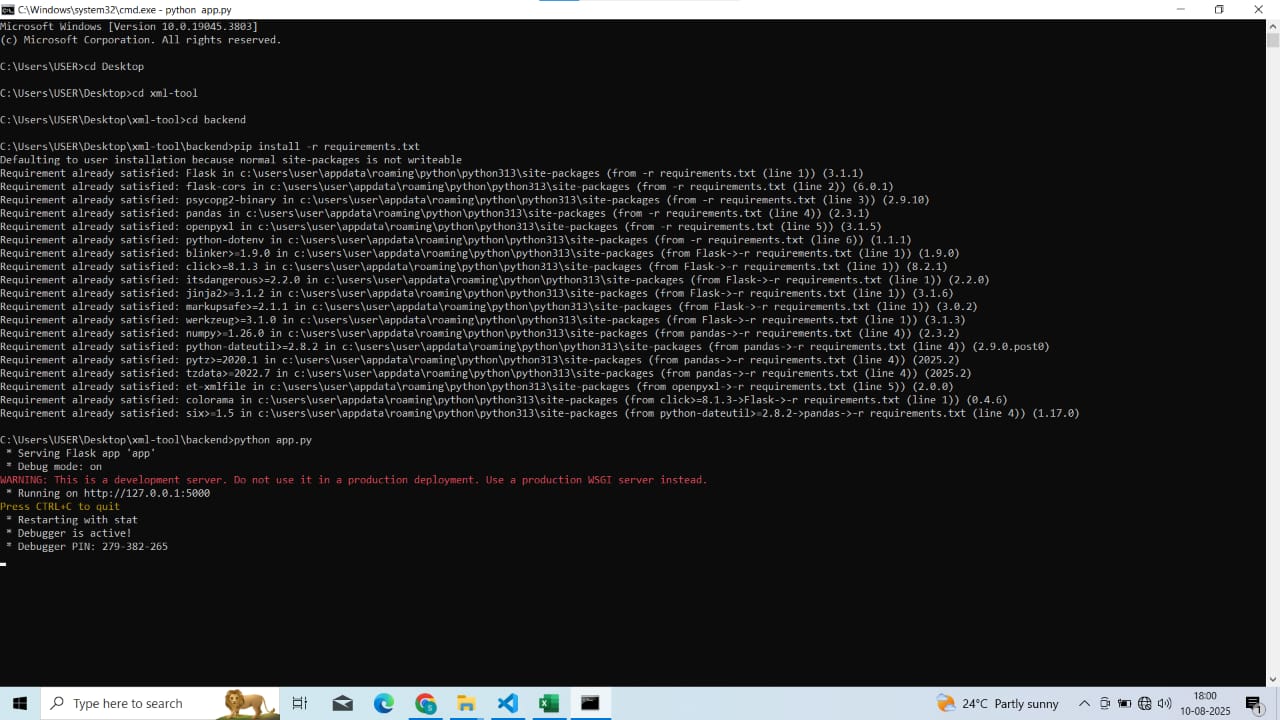 C:\Windows\system32\cmd.exe - python  app.py
Microsoft Windows [Version 10.0.19045.3803]
(c) Microsoft Corporation. All rights reserved.
C:\Users\USER>cd Desktop
C:\Users\USER\Desktop>cd xml-tool
C:\Users\USER\Desktop\xml-tool>cd backend
C:\Users\USER\Desktop\xml-tool\backend>pip install -r requirements.txt
Defaulting to user installation because normal site-packages is not writeable
Requirement already satisfied: Flask in c:\users\user\appdata\roaming\python\python313\site-packages (from -r requirements.txt (line 1)) (3.1.1)
Requirement already satisfied: flask-cors in c:\users\user\appdata\roaming\python\python313\site-packages (from -r requirements.txt (line 2)) (6.0.1)
Requirement already satisfied: psycopg2-binary in c:\users\user\appdata\roaming\python\python313\site-packages (from -r requirements.txt (line 3)) (2.9.10)
Requirement already satisfied: pandas in c:\users\user\appdata\roaming\python\python313\site-packages (from -r requirements.txt (line 4)) (2.3.1)
Requirement already satisfied: openpyxl in c:\users\user\appdata\roaming\python\python313\site-packages (from -r requirements.txt (line 5)) (3.1.5)
Requirement already satisfied: python-dotenv in c:\users\user\appdata\roaming\python\python313\site-packages (from -r requirements.txt (line 6)) (1.1.1)
Requirement already satisfied: blinker>=1.9.0 in c:\users\user\appdata\roaming\python\python313\site-packages (from Flask->-r requirements.txt (line 1)) (1.9.0)
Requirement already satisfied: click>=8.1.3 in c:\users\user\appdata\roaming\python\python313\site-packages (from Flask->-r requirements.txt (line 1)) (8.2.1)
Requirement already satisfied: itsdangerous>=2.2.0 in c:\users\user\appdata\roaming\python\python313\site-packages (from Flask->-r requirements.txt (line 1)) (2.2.0)
Requirement already satisfied: jinja2>=3.1.2 in c:\users\user\appdata\roaming\python\python313\site-packages (from Flask->-r requirements.txt (line 1)) (3.1.6)
Requirement already satisfied: markupsafe>=2.1.1 in c:\users\user\appdata\roaming\python\python313\site-packages (from Flask->-r requirements.txt (line 1)) (3.0.2)
Requirement already satisfied: werkzeug>=3.1.0 in c:\users\user\appdata\roaming\python\python313\site-packages (from Flask->-r requirements.txt (line 1)) (3.1.3)
Requirement already satisfied: numpy>=1.26.0 in c:\users\user\appdata\roaming\python\python313\site-packages (from pandas->-r requirements.txt (line 4)) (2.3.2)
Requirement already satisfied: python-dateutil>=2.8.2 in c:\users\user\appdata\roaming\python\python313\site-packages (from pandas->-r requirements.txt (line 4)) (2.9.0.post0)
Requirement already satisfied: pytz>=2020.1 in c:\users\user\appdata\roaming\python\python313\site-packages (from pandas->-r requirements.txt (line 4)) (2025.2)
Requirement already satisfied: tzdata>=2022.7 in c:\users\user\appdata\roaming\python\python313\site-packages (from pandas->-r requirements.txt (line 4)) (2025.2)
Requirement already satisfied: et-xmlfile in c:\users\user\appdata\roaming\python\python313\site-packages (from openpyxl->-r requirements.txt (line 5)) (2.0.0)
Requirement already satisfied: colorama in c:\users\user\appdata\roaming\python\python313\site-packages (from click>=8.1.3->Flask->-r requirements.txt (line 1)) (0.4.6)
Requirement already satisfied: six>=1.5 in c:\users\user\appdata\roaming\python\python313\site-packages (from python-dateutil>=2.8.2->pandas->-r requirements.txt (line 4)) (1.17.0)
C:\Users\USER\Desktop\xml-tool\backend>python app.py
 * Serving Flask app 'app'
 * Debug mode: on
WARNING: This is a development server. Do not use it in a production deployment. Use a production WSGI server instead.
 * Running on http://127.0.0.1:5000
Press CTRL+C to quit
 * Restarting with stat
 * Debugger is active!
 * Debugger PIN: 279-382-265
Type here to search
24°C Partly sunny
18:00
10-08-2025
1